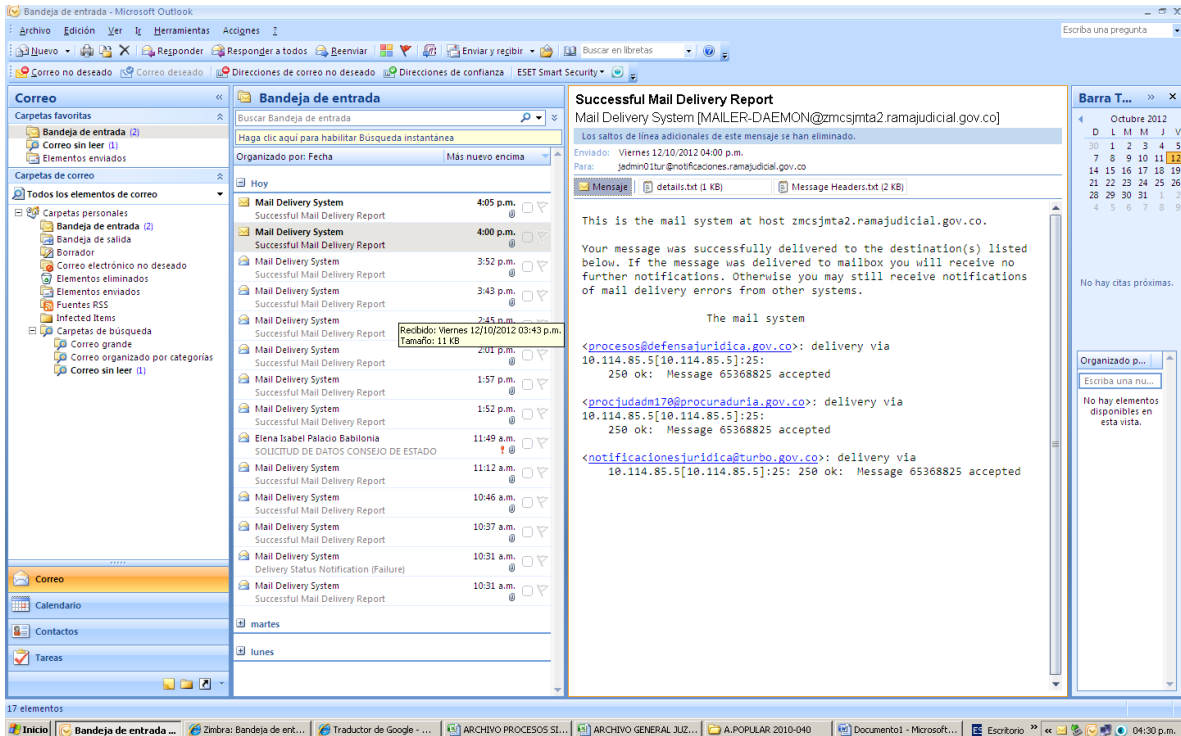 Bandeja de entrada - Microsoft Outlook
Archivo Edición Ver Ir Herramientas Acciones ?
Escriba una pregunta
Nuevo Responder Responder a todos Reenviar Enviar y recibir Buscar en libretas
Correo no deseado Correo deseado Direcciones de correo no deseado Direcciones de confianza ESET Smart Security
Correo
Carpetas favoritas
Bandeja de entrada (2)
Correo sin leer (1)
Elementos enviados
Carpetas de correo
Todos los elementos de correo
Carpetas personales
Bandeja de entrada (2)
Bandeja de salida
Borrador
Correo electrónico no deseado
Elementos eliminados
Elementos enviados
Fuentes RSS
Infected Items
Carpetas de búsqueda
Correo grande
Correo organizado por categorías
Correo sin leer (1)
Correo
Calendario
Contactos
Tareas
Bandeja de entrada
Buscar Bandeja de entrada
Haga clic aquí para habilitar Búsqueda instantánea
Organizado por: Fecha Más nuevo encima
Hoy
Mail Delivery System 4:05 p.m.
Successful Mail Delivery Report
Mail Delivery System 4:00 p.m.
Successful Mail Delivery Report
Mail Delivery System 3:52 p.m.
Successful Mail Delivery Report
Mail Delivery System 3:43 p.m.
Successful Mail Delivery Report
Mail Delivery System 2:45 p.m.
Successful Mail Delivery Report
Recibido: Viernes 12/10/2012 03:43 p.m.
Tamaño: 11 KB
Mail Delivery System 2:01 p.m.
Successful Mail Delivery Report
Mail Delivery System 1:57 p.m.
Successful Mail Delivery Report
Mail Delivery System 1:52 p.m.
Successful Mail Delivery Report
Elena Isabel Palacio Babilonia 11:49 a.m.
SOLICITUD DE DATOS CONSEJO DE ESTADO
Mail Delivery System 11:12 a.m.
Successful Mail Delivery Report
Mail Delivery System 10:46 a.m.
Successful Mail Delivery Report
Mail Delivery System 10:37 a.m.
Successful Mail Delivery Report
Mail Delivery System 10:31 a.m.
Delivery Status Notification (Failure)
Mail Delivery System 10:31 a.m.
Successful Mail Delivery Report
martes
lunes
Successful Mail Delivery Report
Mail Delivery System [MAILER-DAEMON@zmcsjmta2.ramajudicial.gov.co]
Los saltos de línea adicionales de este mensaje se han eliminado.
Enviado: Viernes 12/10/2012 04:00 p.m.
Para: jadmin01tur@notificaciones.ramajudicial.gov.co
Mensaje details.txt (1 KB) Message Headers.txt (2 KB)
This is the mail system at host zmcsjmta2.ramajudicial.gov.co.
Your message was successfully delivered to the destination(s) listed
below. If the message was delivered to mailbox you will receive no
further notifications. Otherwise you may still receive notifications
of mail delivery errors from other systems.
The mail system
<procesos@defensajuridica.gov.co>: delivery via
10.114.85.5[10.114.85.5]:25:
250 ok: Message 65368825 accepted
<procjudadm170@procuraduria.gov.co>: delivery via
10.114.85.5[10.114.85.5]:25:
250 ok: Message 65368825 accepted
<notificacionesjuridica@turbo.gov.co>: delivery via
10.114.85.5[10.114.85.5]:25: 250 ok: Message 65368825 accepted
Barra T...
Octubre 2012
D L M M J V
30 1 2 3 4 5
7 8 9 10 11 12
14 15 16 17 18 19
21 22 23 24 25 26
28 29 30 31 1 2
4 5 6 7 8 9
No hay citas próximas.
Organizado p...
Escriba una nu...
No hay elementos
disponibles en
esta vista.
17 elementos
Inicio Bandeja de entrada ... Zimbra: Bandeja de ent... Traductor de Google - ... ARCHIVO PROCESOS SI... ARCHIVO GENERAL JUZ... A.POPULAR 2010-040 Documento1 - Microsoft... ES Escritorio 04:30 p.m.